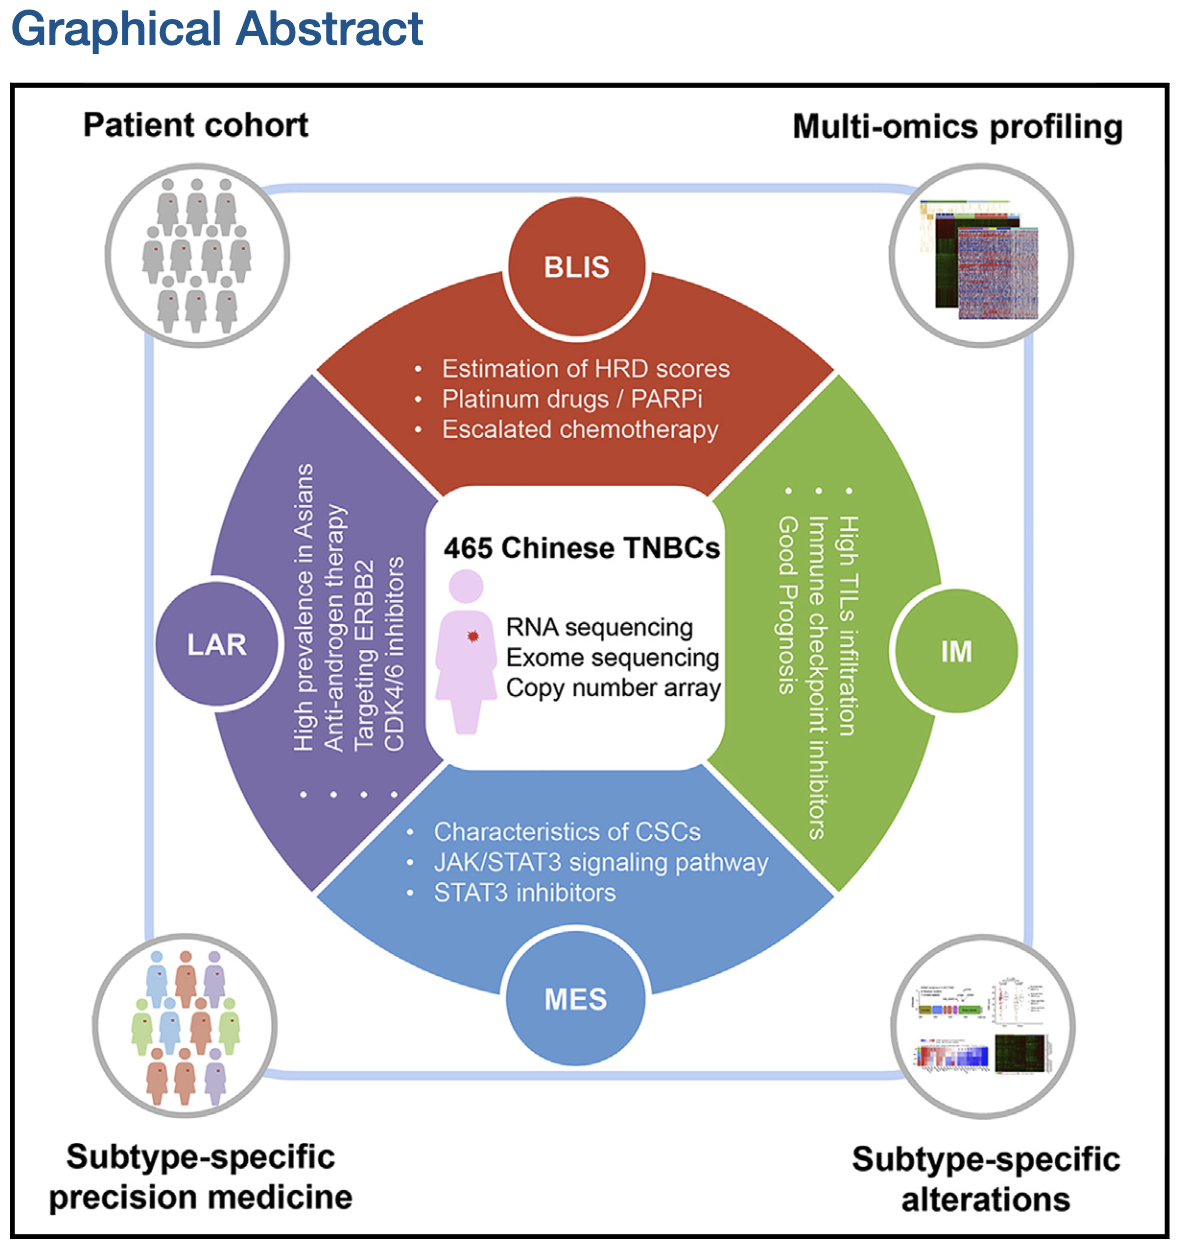 Graphical Abstract
Patient cohort
Multi-omics profiling
BLIS
• Estimation of HRD scores
• Platinum drugs / PARPi
• Escalated chemotherapy
LAR
• High prevalence in Asians
• Anti-androgen therapy
• Targeting ERBB2
• CDK4/6 inhibitors
465 Chinese TNBCs
RNA sequencing
Exome sequencing
Copy number array
• High TILs infiltration
• Immune checkpoint inhibitors
• Good Prognosis
IM
• Characteristics of CSCs
• JAK/STAT3 signaling pathway
• STAT3 inhibitors
MES
Subtype-specific
precision medicine
Subtype-specific
alterations